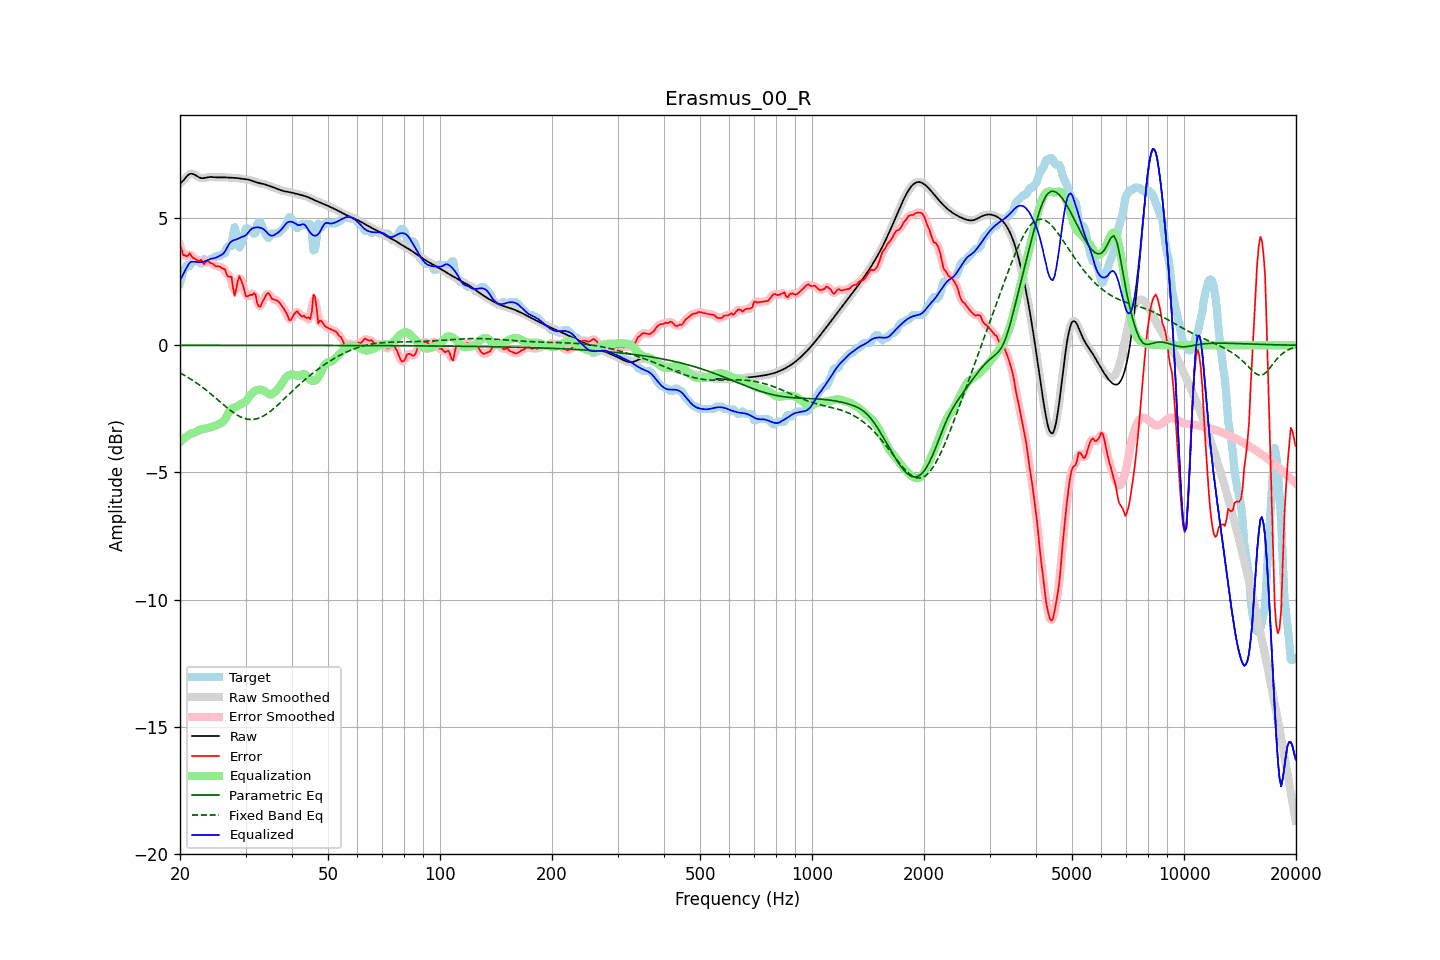 Erasmus_00_R
Amplitude (dBr)
5
0
−5
−10
−15
−20
Target
Raw Smoothed
Error Smoothed
Raw
Error
Equalization
Parametric Eq
Fixed Band Eq
Equalized
20 50 100 200 500 1000 2000 5000 10000 20000
Frequency (Hz)